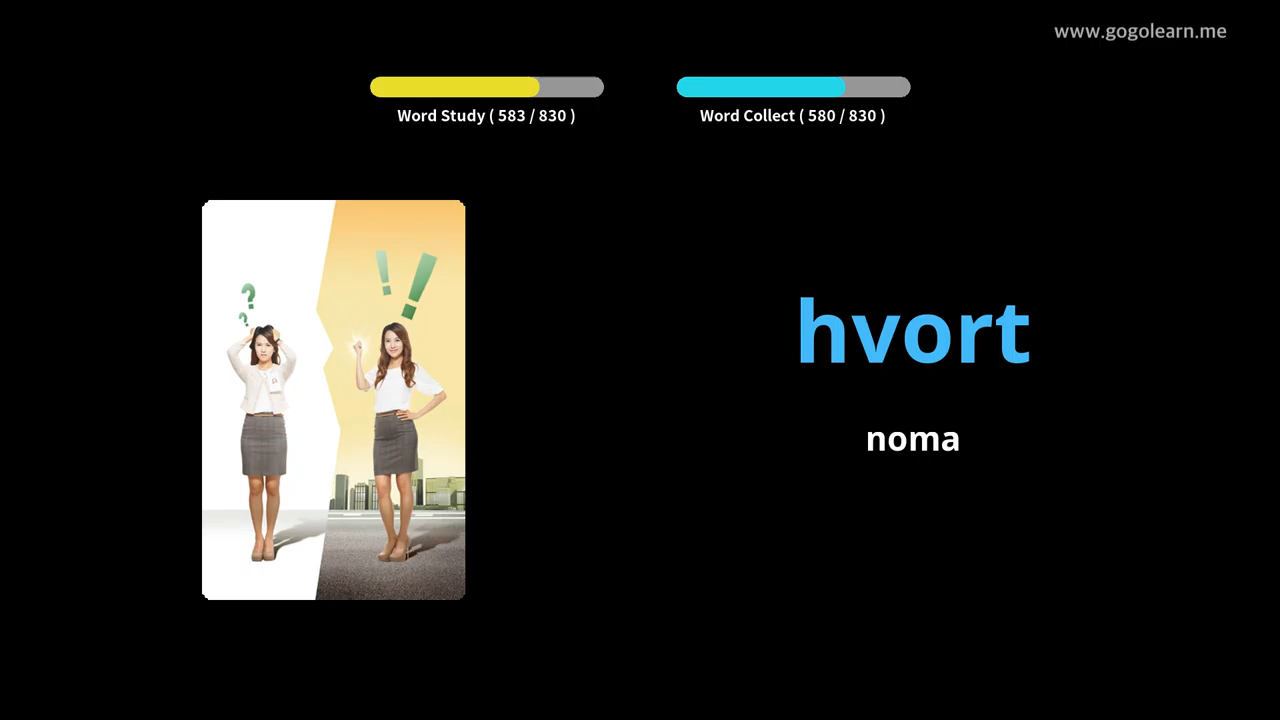 www.gogolearn.me
Word Study ( 583 / 830 )
Word Collect ( 580 / 830 )
? ?
! !
hvort
noma